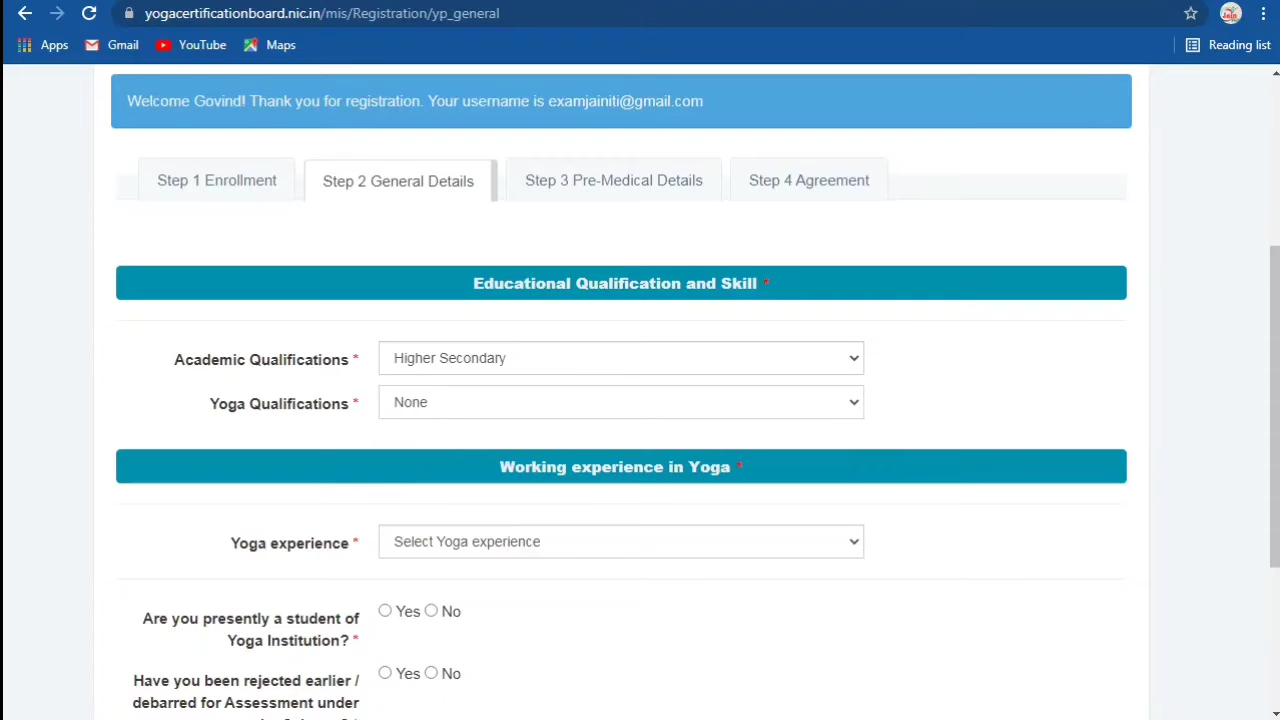 yogacertificationboard.nic.in/mis/Registration/yp_general
Apps Gmail YouTube Maps Reading list
Welcome Govind! Thank you for registration. Your username is examjainiti@gmail.com
Step 1 Enrollment Step 2 General Details Step 3 Pre-Medical Details Step 4 Agreement
Educational Qualification and Skill *
Academic Qualifications * Higher Secondary
Yoga Qualifications * None
Working experience in Yoga *
Yoga experience * Select Yoga experience
Are you presently a student of Yes No
Yoga Institution? *
Have you been rejected earlier / Yes No
debarred for Assessment under